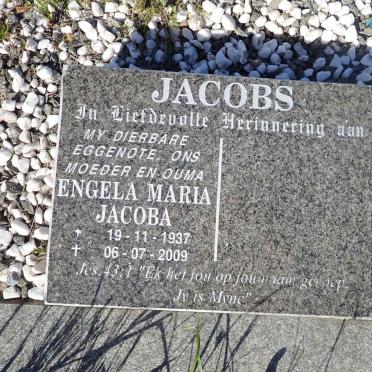 JACOBS
In Liefdevolle Herinnering aan
MY DIERBARE
EGGENOTE, ONS
MOEDER EN OUMA
ENGELA MARIA
JACOBA
* 19-11-1937
† 06-07-2009
Jes.43:1 "Ek het jou op jou naam geroep.
Jy is Myne"